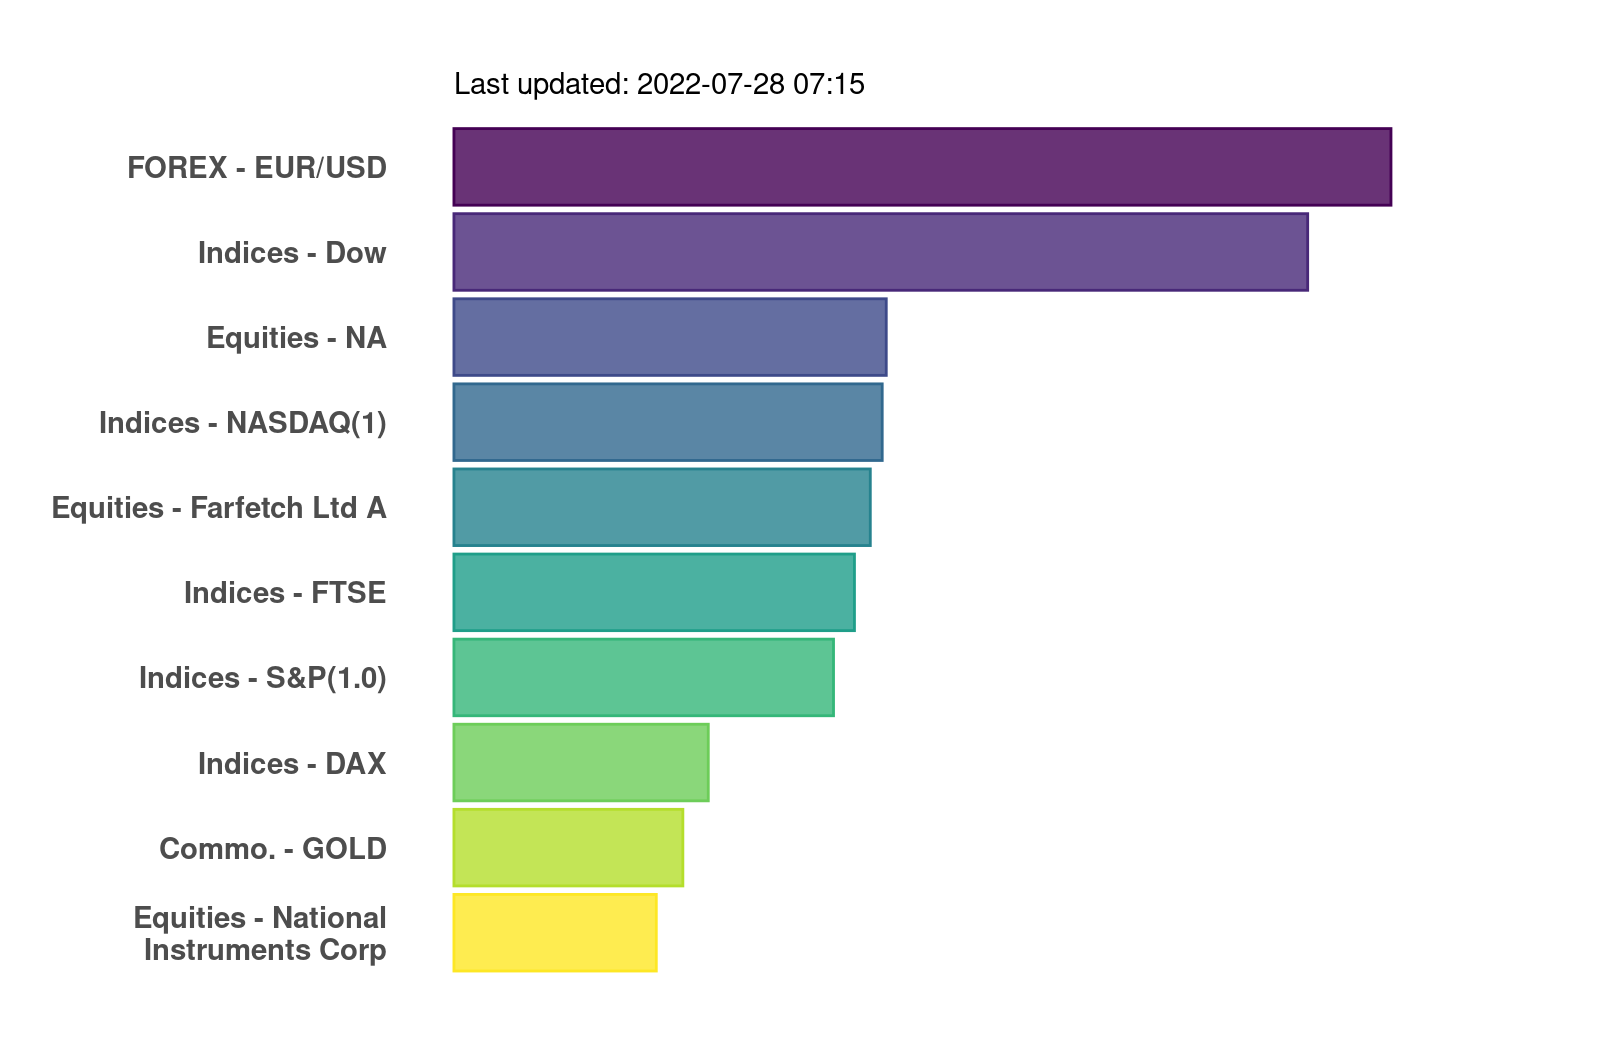 Last updated: 2022-07-28 07:15
FOREX - EUR/USD
Indices - Dow
Equities - NA
Indices - NASDAQ(1)
Equities - Farfetch Ltd A
Indices - FTSE
Indices - S&P(1.0)
Indices - DAX
Commo. - GOLD
Equities - National
Instruments Corp